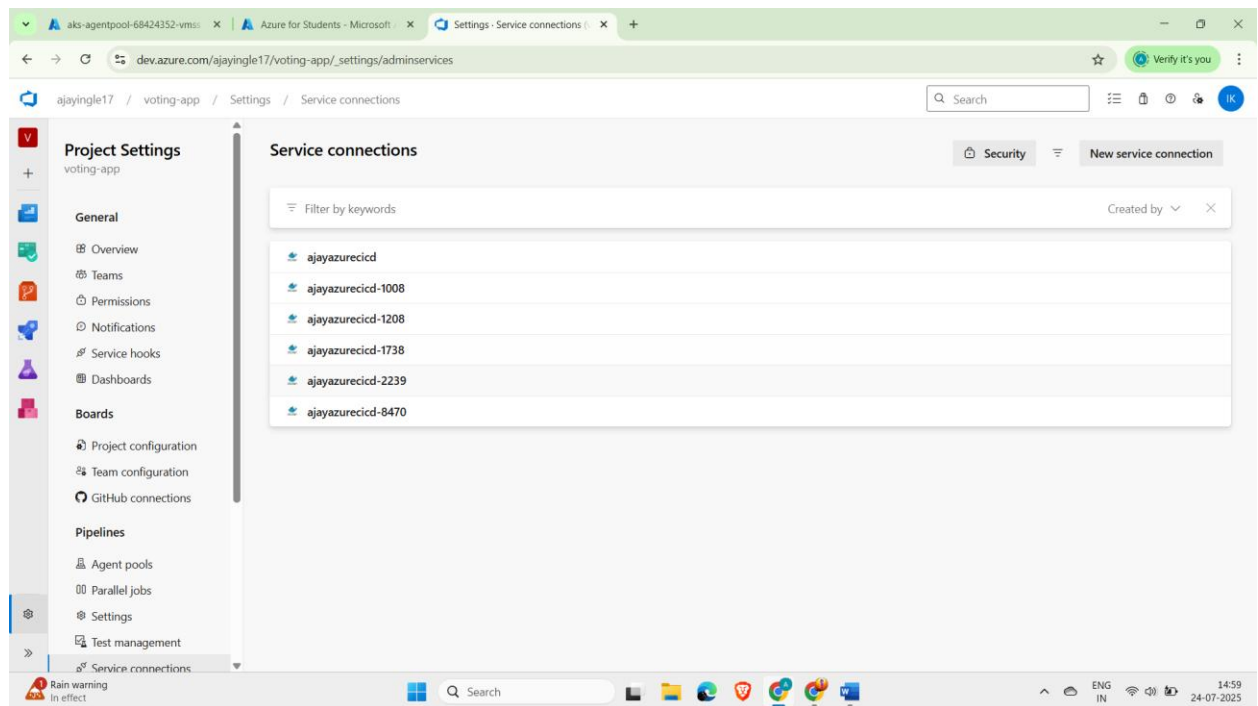 aks-agentpool-68424352-vmss
Azure for Students - Microsoft
Settings - Service connections (
dev.azure.com/ajayingle17/voting-app/_settings/adminservices
Verify it's you
ajayingle17 / voting-app / Settings / Service connections
Search
IK
V
Project Settings
voting-app
General
Overview
Teams
Permissions
Notifications
Service hooks
Dashboards
Boards
Project configuration
Team configuration
GitHub connections
Pipelines
Agent pools
Parallel jobs
Settings
Test management
Service connections
Service connections
Security
New service connection
Filter by keywords
Created by
ajayazurecicd
ajayazurecicd-1008
ajayazurecicd-1208
ajayazurecicd-1738
ajayazurecicd-2239
ajayazurecicd-8470
1
Rain warning
In effect
Search
ENG
IN
14:59
24-07-2025